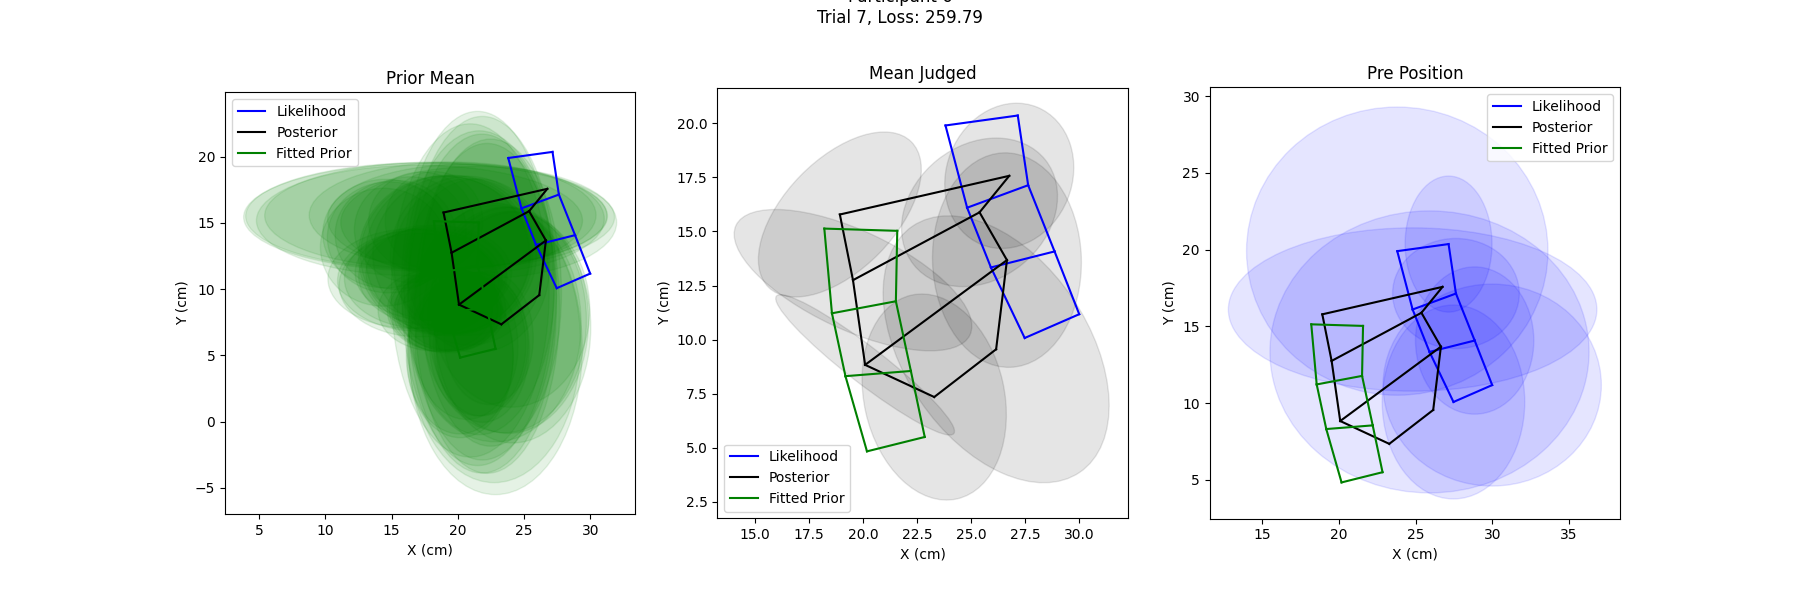 Participant 6
Trial 7, Loss: 259.79
Prior Mean
Likelihood
Posterior
Fitted Prior
20
15
10
5
0
−5
Y (cm)
5 10 15 20 25 30
X (cm)
Mean Judged
20.0
17.5
15.0
12.5
10.0
7.5
5.0
2.5
Y (cm)
Likelihood
Posterior
Fitted Prior
15.0 17.5 20.0 22.5 25.0 27.5 30.0
X (cm)
Pre Position
Likelihood
Posterior
Fitted Prior
30
25
20
15
10
5
Y (cm)
15 20 25 30 35
X (cm)